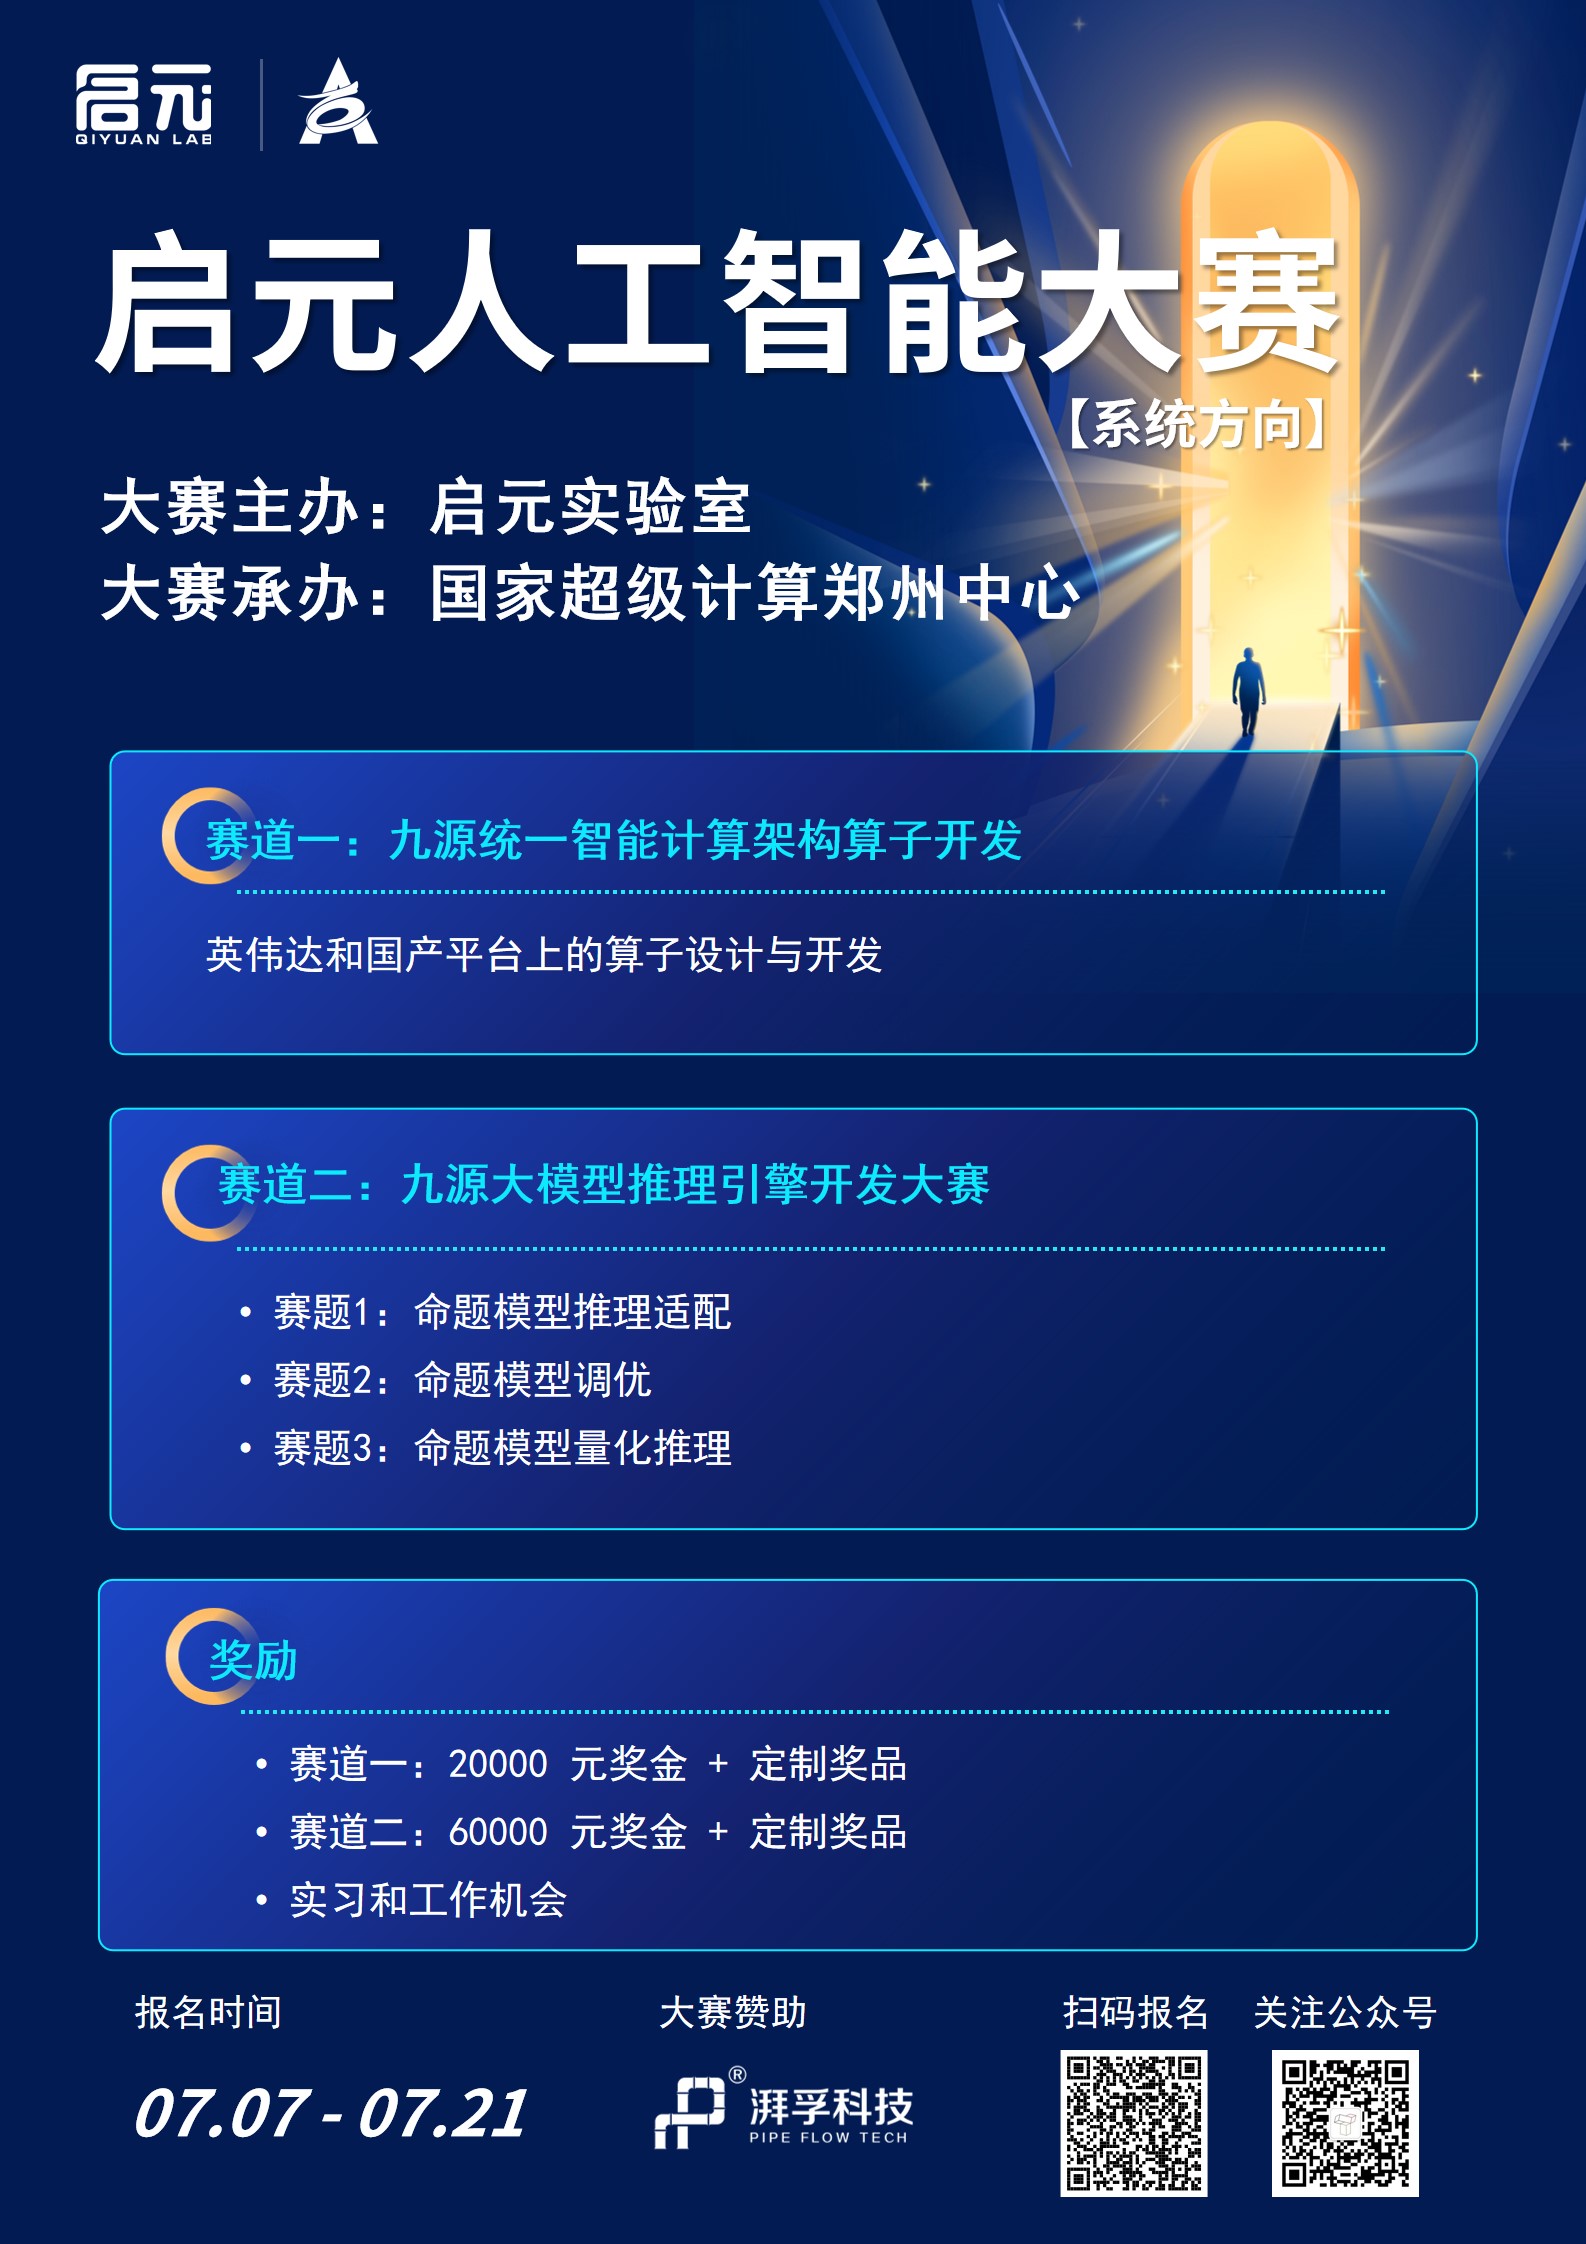 启元
QIYUAN LAB
启元人工智能大赛
【系统方向】
大赛主办：启元实验室
大赛承办：国家超级计算郑州中心
赛道一：九源统一智能计算架构算子开发
英伟达和国产平台上的算子设计与开发
赛道二：九源大模型推理引擎开发大赛
• 赛题1：命题模型推理适配
• 赛题2：命题模型调优
• 赛题3：命题模型量化推理
奖励
• 赛道一：20000 元奖金 + 定制奖品
• 赛道二：60000 元奖金 + 定制奖品
• 实习和工作机会
报名时间
07.07 - 07.21
大赛赞助
®
湃孚科技
PIPE FLOW TECH
扫码报名
关注公众号